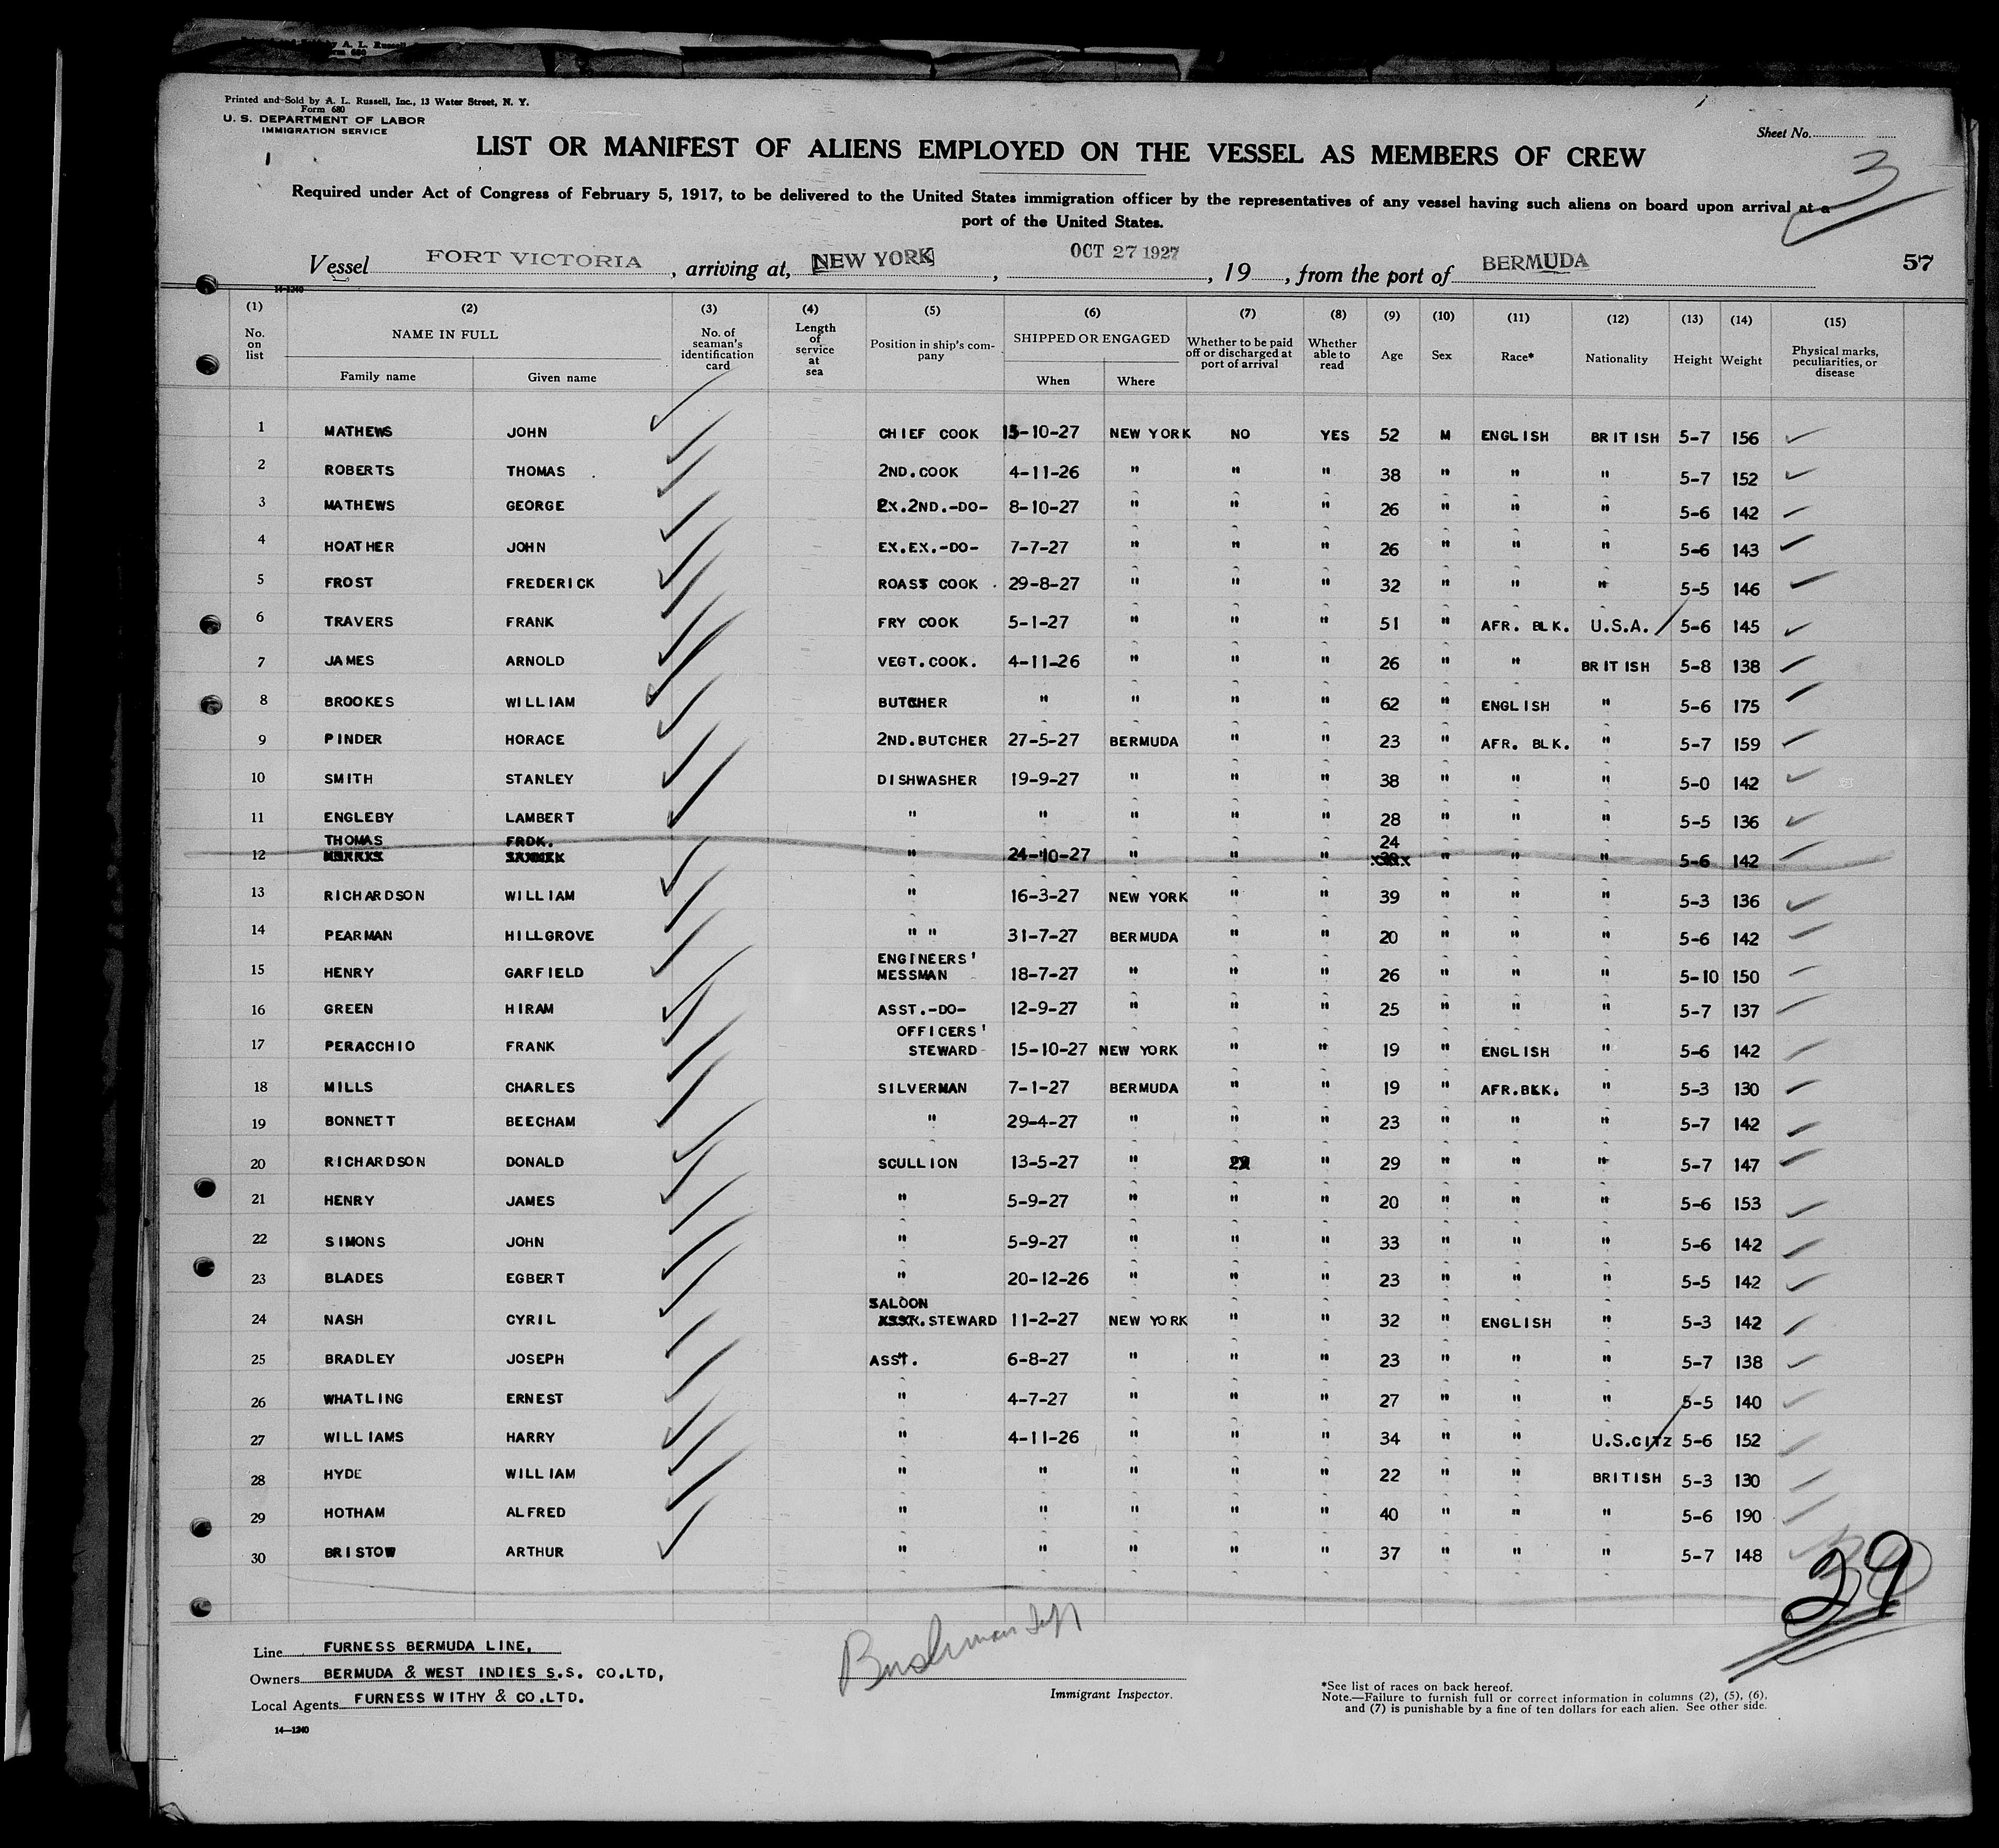 Printed and Sold by A. L. Russell, Inc., 13 Water Street, N. Y.
Form 680
U. S. DEPARTMENT OF LABOR
IMMIGRATION SERVICE
Sheet No.
3
LIST OR MANIFEST OF ALIENS EMPLOYED ON THE VESSEL AS MEMBERS OF CREW
Required under Act of Congress of February 5, 1917, to be delivered to the United States immigration officer by the representatives of any vessel having such aliens on board upon arrival at a
port of the United States.
Vessel FORT VICTORIA, arriving at, NEW YORK, OCT 27 1927, 19, from the port of BERMUDA 57
14-1240
(1) (2) (3) (4) (5) (6) (7) (8) (9) (10) (11) (12) (13) (14) (15)
No. on list NAME IN FULL Family name Given name No. of seaman's identification card Length of service at sea Position in ship's company SHIPPED OR ENGAGED When Where Whether to be paid off or discharged at port of arrival Whether able to read Age Sex Race* Nationality Height Weight Physical marks, peculiarities, or disease
1 MATHEWS JOHN CHIEF COOK 15-10-27 NEW YORK NO YES 52 M ENGLISH BRITISH 5-7 156
2 ROBERTS THOMAS 2ND.COOK 4-11-26 " " " 38 " " " 5-7 152
3 MATHEWS GEORGE EX.2ND.-DO- 8-10-27 " " " 26 " " " 5-6 142
4 HOATHER JOHN EX.EX.-DO- 7-7-27 " " " 26 " " " 5-6 143
5 FROST FREDERICK ROAST COOK 29-8-27 " " " 32 " " " 5-5 146
6 TRAVERS FRANK FRY COOK 5-1-27 " " " 51 " AFR. BLK. U.S.A. 5-6 145
7 JAMES ARNOLD VEGT.COOK. 4-11-26 " " " 26 " " BRITISH 5-8 138
8 BROOKES WILLIAM BUTCHER " " " " 62 " ENGLISH " 5-6 175
9 PINDER HORACE 2ND.BUTCHER 27-5-27 BERMUDA " " 23 " AFR. BLK. " 5-7 159
10 SMITH STANLEY DISHWASHER 19-9-27 " " " 38 " " " 5-0 142
11 ENGLEBY LAMBERT " " " " " 28 " " " 5-5 136
12 THOMAS FRDK. " 24-10-27 " " " 24 " " " 5-6 142
13 RICHARDSON WILLIAM " 16-3-27 NEW YORK " " 39 " " " 5-3 136
14 PEARMAN HILLGROVE " " 31-7-27 BERMUDA " " 20 " " " 5-6 142
15 HENRY GARFIELD ENGINEERS' MESSMAN 18-7-27 " " " 26 " " " 5-10 150
16 GREEN HIRAM ASST.-DO- 12-9-27 " " " 25 " " " 5-7 137
17 PERACCHIO FRANK OFFICERS' STEWARD 15-10-27 NEW YORK " " 19 " ENGLISH " 5-6 142
18 MILLS CHARLES SILVERMAN 7-1-27 BERMUDA " " 19 " AFR.BLK. " 5-3 130
19 BONNETT BEECHAM " 29-4-27 " " " 23 " " " 5-7 142
20 RICHARDSON DONALD SCULLION 13-5-27 " " 29 " " " 5-7 147
21 HENRY JAMES " 5-9-27 " " " 20 " " " 5-6 153
22 SIMONS JOHN " 5-9-27 " " " 33 " " " 5-6 142
23 BLADES EGBERT " 20-12-26 " " " 23 " " " 5-5 142
24 NASH CYRIL SALOON STEWARD 11-2-27 NEW YORK " " 32 " ENGLISH " 5-3 142
25 BRADLEY JOSEPH ASST. 6-8-27 " " " 23 " " " 5-7 138
26 WHATLING ERNEST " 4-7-27 " " " 27 " " " 5-5 140
27 WILLIAMS HARRY " 4-11-26 " " " 34 " " U.S.CITZ 5-6 152
28 HYDE WILLIAM " " " " " 22 " " BRITISH 5-3 130
29 HOTHAM ALFRED " " " " " 40 " " " 5-6 190
30 BRISTOW ARTHUR " " " " " 37 " " " 5-7 148
29
Line FURNESS BERMUDA LINE,
Owners BERMUDA & WEST INDIES S.S. CO.LTD,
Local Agents FURNESS WITHY & CO.LTD.
14—1240
Immigrant Inspector.
*See list of races on back hereof.
Note.—Failure to furnish full or correct information in columns (2), (5), (6),
and (7) is punishable by a fine of ten dollars for each alien. See other side.